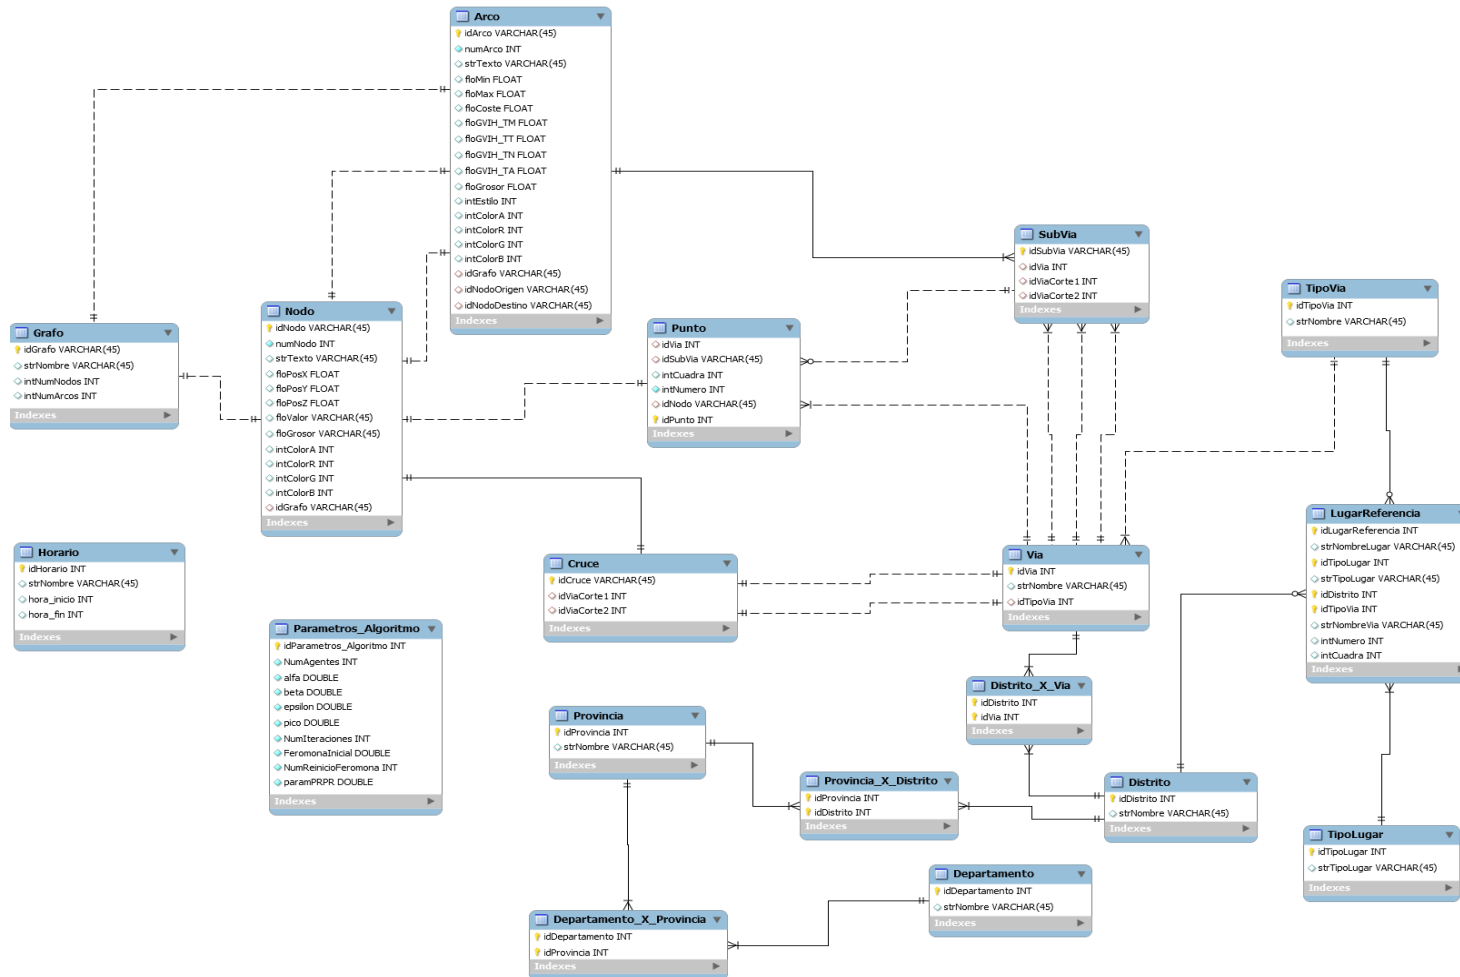 Arco
idArco VARCHAR(45)
numArco INT
strTexto VARCHAR(45)
floMin FLOAT
floMax FLOAT
floCoste FLOAT
floGVIH_TM FLOAT
floGVIH_TT FLOAT
floGVIH_TN FLOAT
floGVIH_TA FLOAT
floGrosor FLOAT
intEstilo INT
intColorA INT
intColorR INT
intColorG INT
intColorB INT
idGrafo VARCHAR(45)
idNodoOrigen VARCHAR(45)
idNodoDestino VARCHAR(45)
Indexes
SubVia
idSubVia VARCHAR(45)
idVia INT
idViaCorte1 INT
idViaCorte2 INT
Indexes
TipoVia
idTipoVia INT
strNombre VARCHAR(45)
Indexes
Grafo
idGrafo VARCHAR(45)
strNombre VARCHAR(45)
intNumNodos INT
intNumArcos INT
Indexes
Nodo
idNodo VARCHAR(45)
numNodo INT
strTexto VARCHAR(45)
floPosX FLOAT
floPosY FLOAT
floPosZ FLOAT
floValor VARCHAR(45)
floGrosor VARCHAR(45)
intColorA INT
intColorR INT
intColorG INT
intColorB INT
idGrafo VARCHAR(45)
Indexes
Punto
idVia INT
idSubVia VARCHAR(45)
intCuadra INT
intNumero INT
idNodo VARCHAR(45)
idPunto INT
Indexes
LugarReferencia
idLugarReferencia INT
strNombreLugar VARCHAR(45)
idTipoLugar INT
strTipoLugar VARCHAR(45)
idDistrito INT
idTipoVia INT
strNombreVia VARCHAR(45)
intNumero INT
intCuadra INT
Indexes
Horario
idHorario INT
strNombre VARCHAR(45)
hora_inicio INT
hora_fin INT
Indexes
Cruce
idCruce VARCHAR(45)
idViaCorte1 INT
idViaCorte2 INT
Indexes
Via
idVia INT
strNombre VARCHAR(45)
idTipoVia INT
Indexes
Parametros_Algoritmo
idParametros_Algoritmo INT
NumAgentes INT
alfa DOUBLE
beta DOUBLE
epsilon DOUBLE
pico DOUBLE
NumIteraciones INT
FeromonaInicial DOUBLE
NumReinicioFeromona INT
paramPRPR DOUBLE
Indexes
Distrito_X_Via
idDistrito INT
idVia INT
Indexes
Provincia
idProvincia INT
strNombre VARCHAR(45)
Indexes
Provincia_X_Distrito
idProvincia INT
idDistrito INT
Indexes
Distrito
idDistrito INT
strNombre VARCHAR(45)
Indexes
TipoLugar
idTipoLugar INT
strTipoLugar VARCHAR(45)
Indexes
Departamento
idDepartamento INT
strNombre VARCHAR(45)
Indexes
Departamento_X_Provincia
idDepartamento INT
idProvincia INT
Indexes